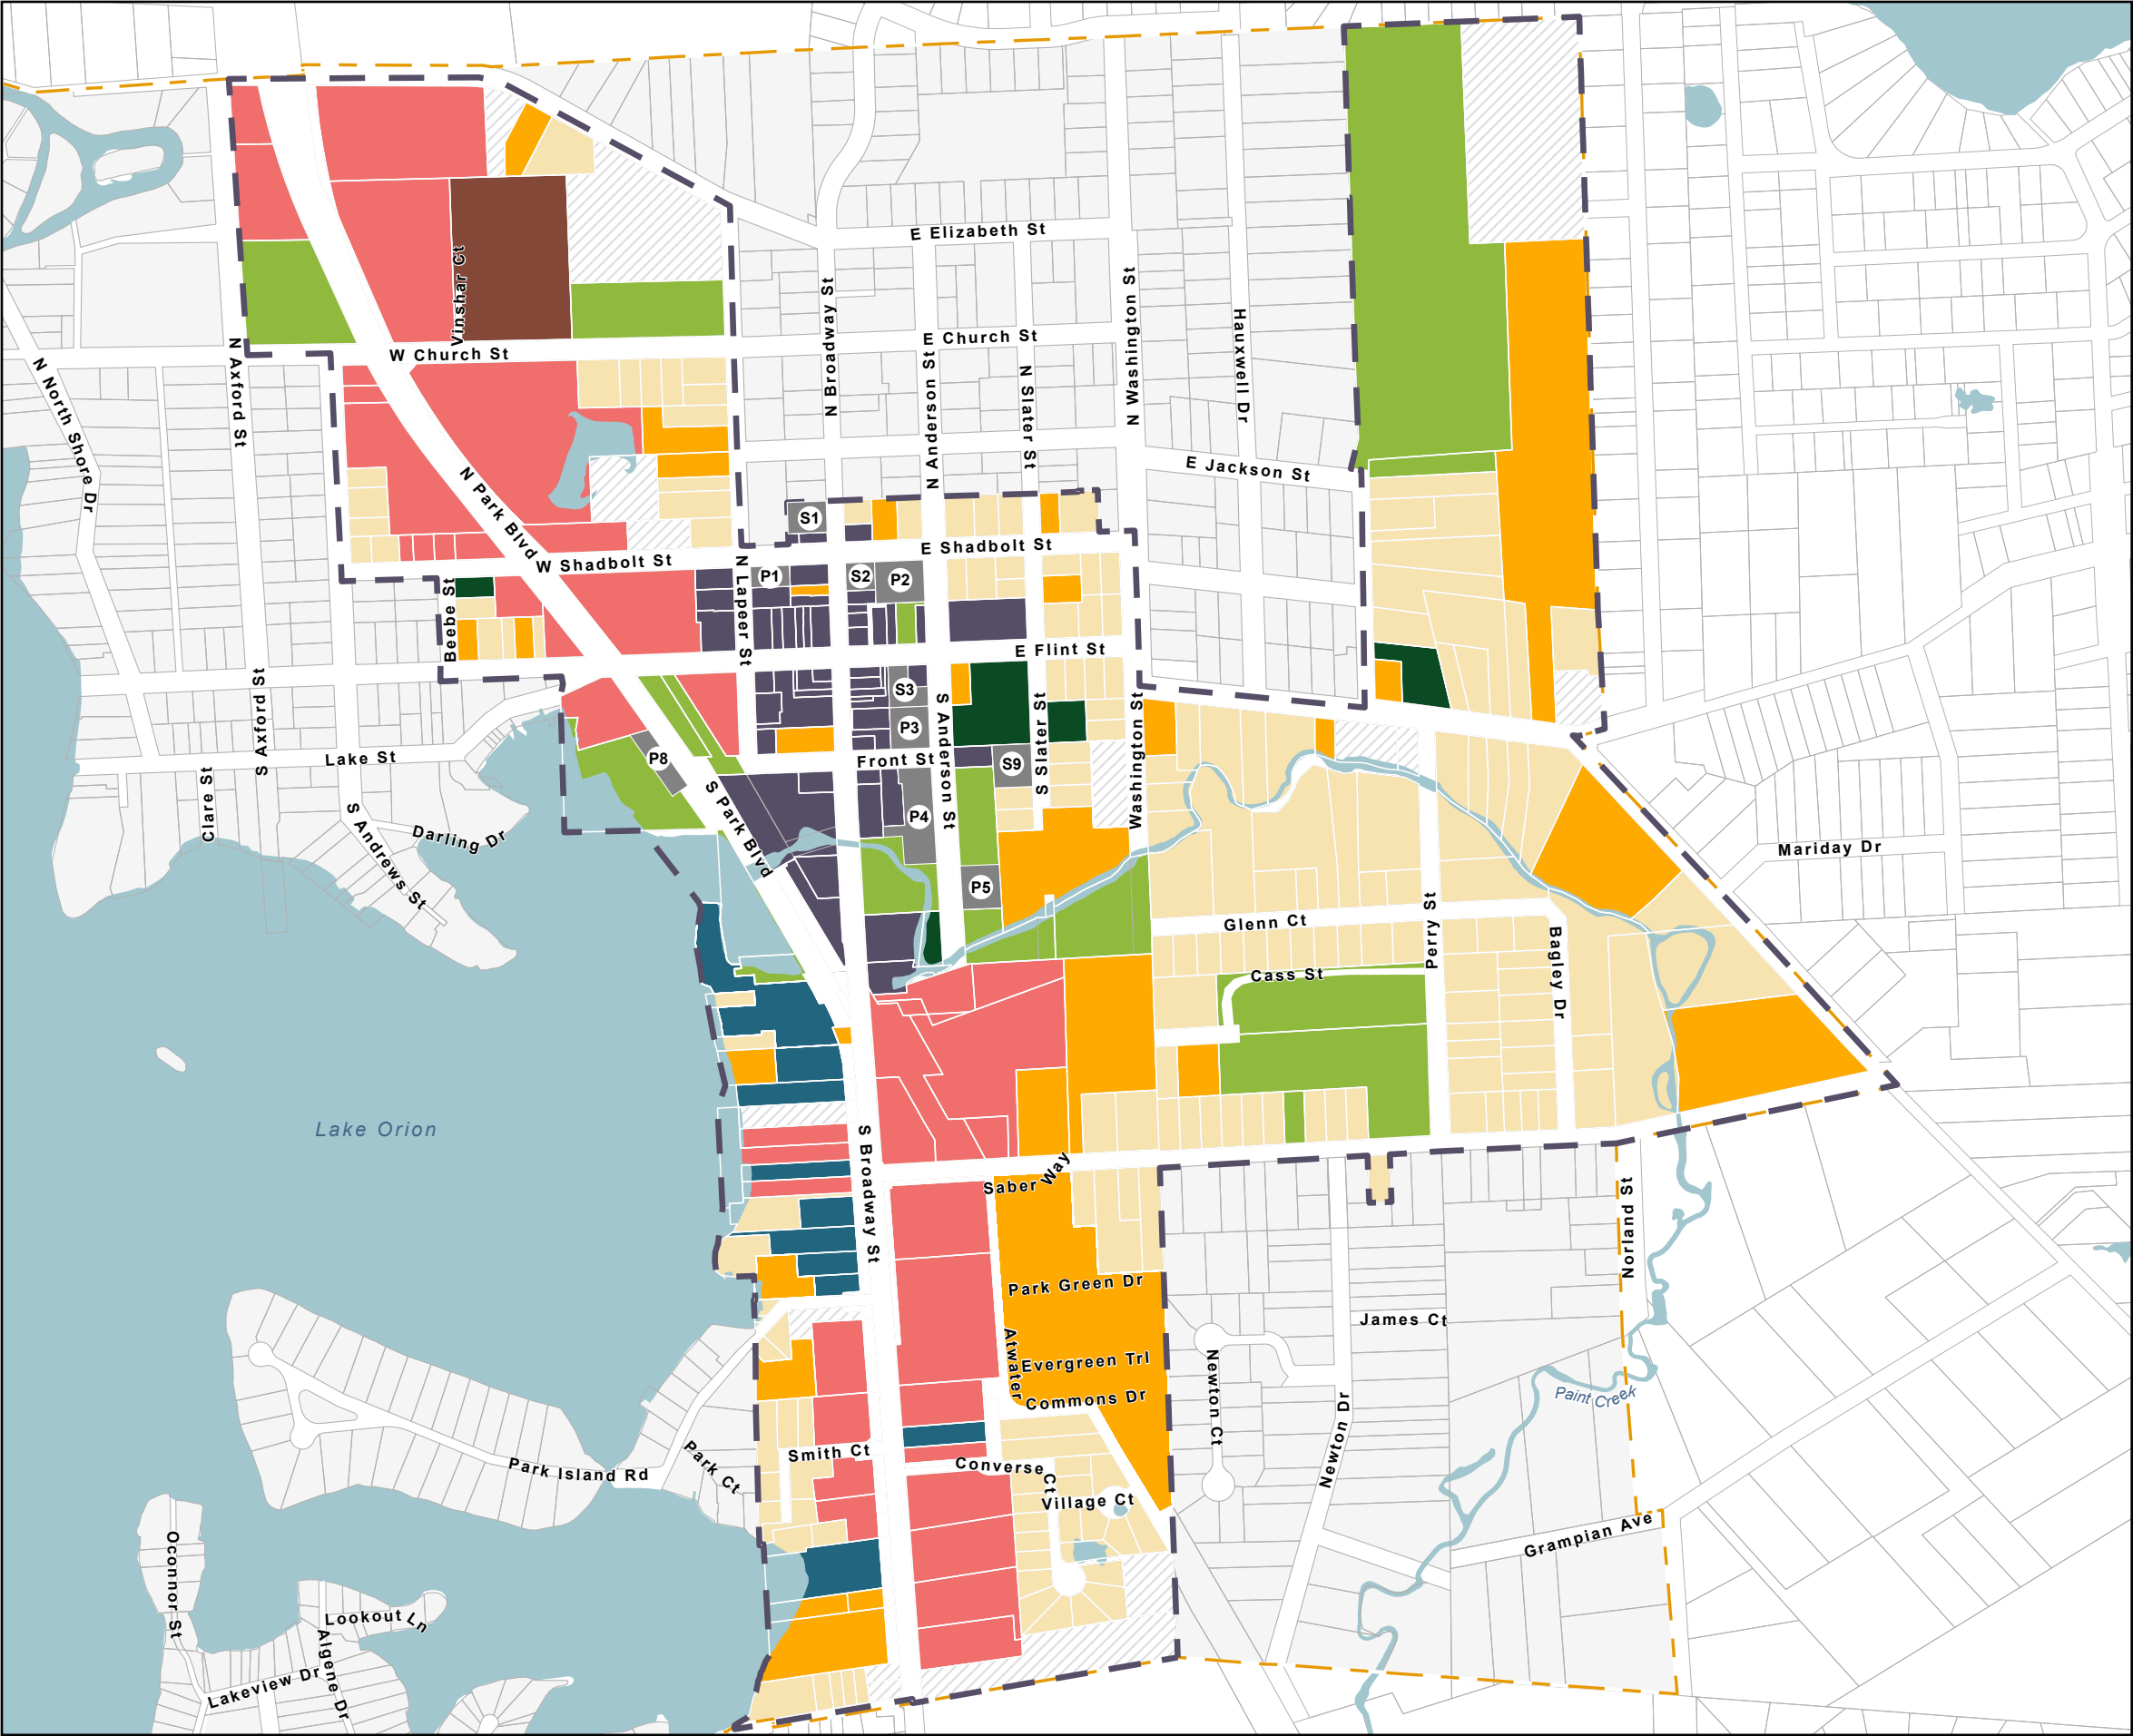 E Elizabeth St
Vinshar Ct
N Broadway St
N Washington St
Hauxwell Dr
E Church St
W Church St
N Axford St
N North Shore Dr
N Anderson St
N Slater St
E Jackson St
N Park Blvd
S1
E Shadbolt St
W Shadbolt St
N Lapeer St
P1
S2
P2
Beebe St
E Flint St
S Axford St
S3
P3
S Anderson St
S Slater St
Washington St
Lake St
P8
Front St
S9
Clare St
S Andrews St
Darling Dr
S Park Blvd
P4
Mariday Dr
P5
Glenn Ct
Perry St
Bagley Dr
Cass St
Lake Orion
S Broadway St
Saber Way
Norland St
Park Green Dr
James Ct
Atwater
Evergreen Trl
Commons Dr
Newton Ct
Newton Dr
Paint Creek
Smith Ct
Park Ct
Park Island Rd
Converse Ct
Village Ct
Grampian Ave
Oconnor St
Lookout Ln
Algene Dr
Lakeview Dr